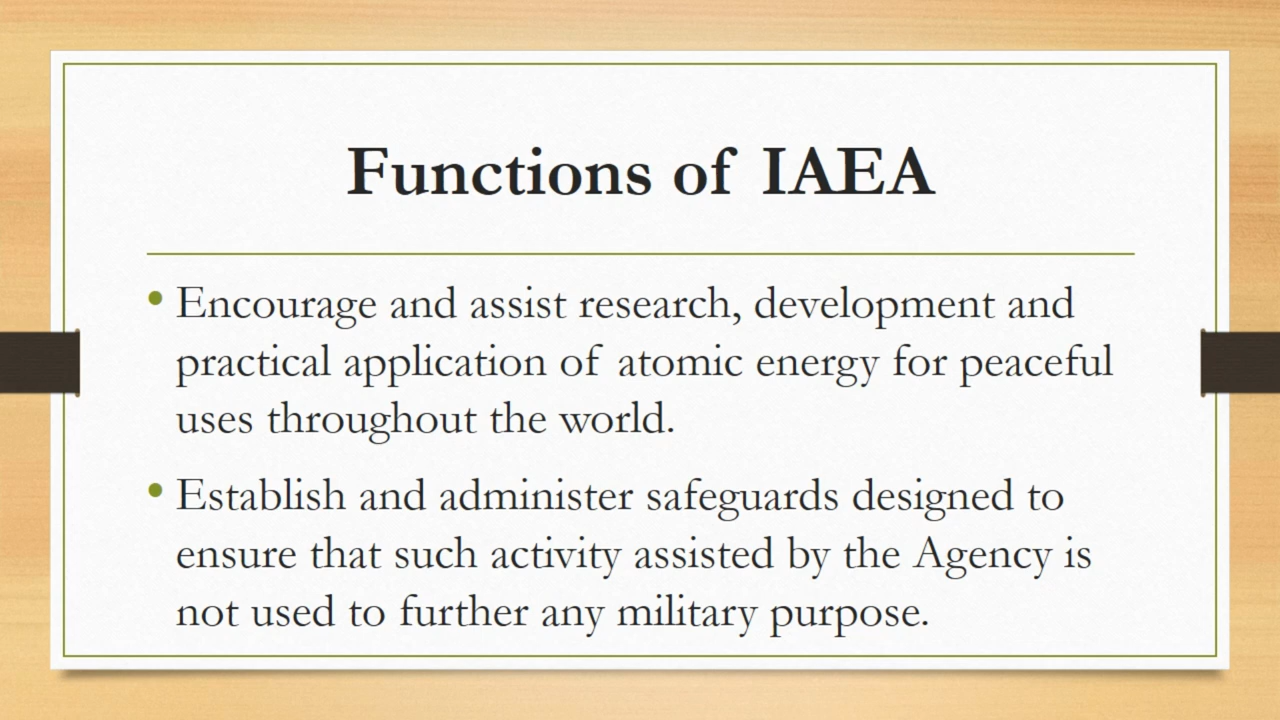 Functions of IAEA
• Encourage and assist research, development and
practical application of atomic energy for peaceful
uses throughout the world.
• Establish and administer safeguards designed to
ensure that such activity assisted by the Agency is
not used to further any military purpose.